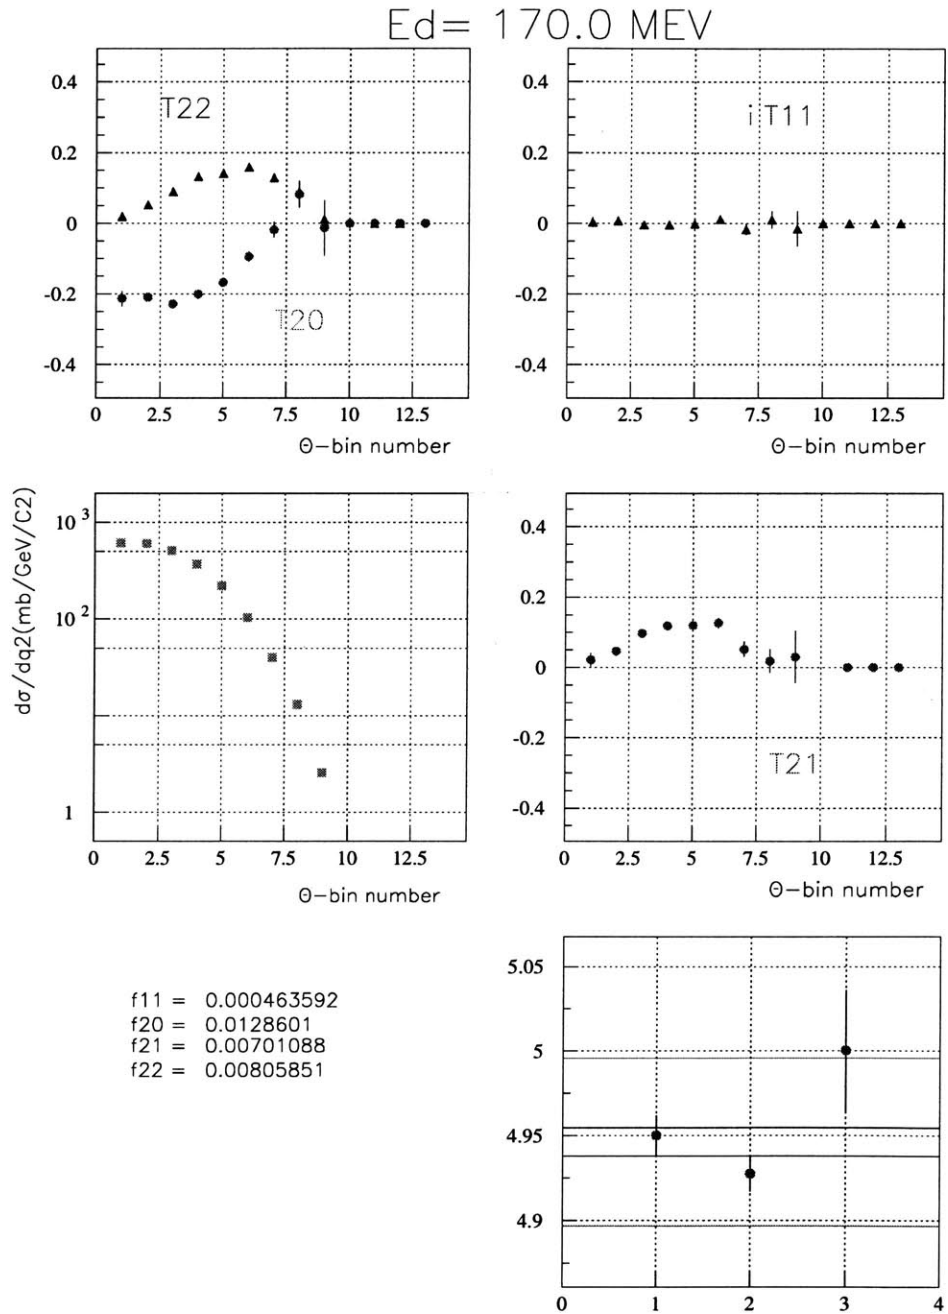 Ed= 170.0 MEV
0.4
0.2
0
-0.2
-0.4
T22
T20
0 2.5 5 7.5 10 12.5
Θ-bin number
0.4
0.2
0
-0.2
-0.4
i T11
0 2.5 5 7.5 10 12.5
Θ-bin number
dσ/dq2(mb/GeV/C2)
10 3
10 2
1
0 2.5 5 7.5 10 12.5
Θ-bin number
0.4
0.2
0
-0.2
-0.4
T21
0 2.5 5 7.5 10 12.5
Θ-bin number
f11 = 0.000463592
f20 = 0.0128601
f21 = 0.00701088
f22 = 0.00805851
5.05
5
4.95
4.9
0 1 2 3 4